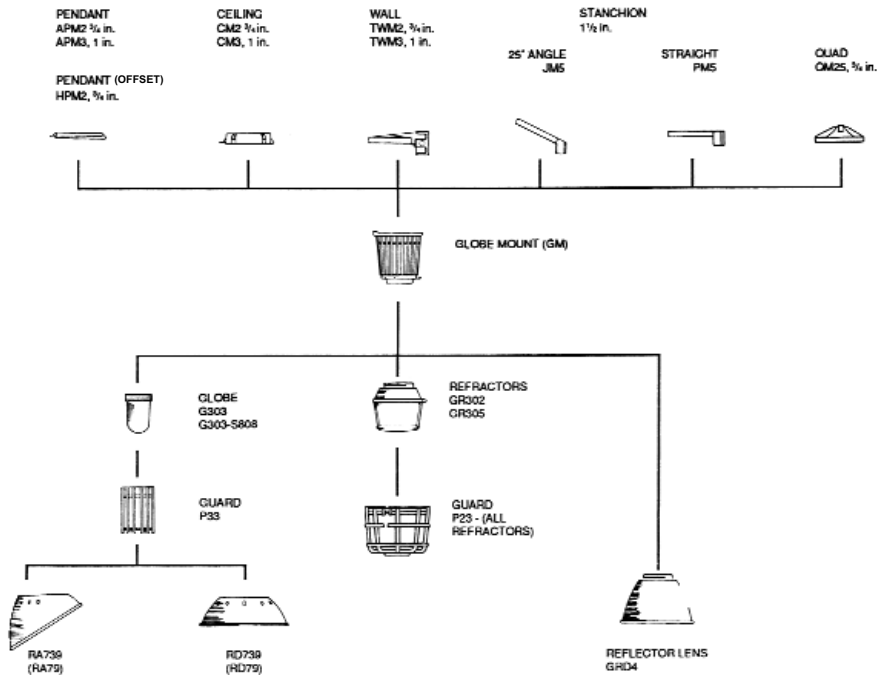 PENDANT
APM2 3/4 in.
APM3, 1 in.
PENDANT (OFFSET)
HPM2, 3/4 in.
CEILING
CM2 3/4 in.
CM3, 1 in.
WALL
TWM2, 3/4 in.
TWM3, 1 in.
STANCHION
1 1/2 in.
25° ANGLE
JM5
STRAIGHT
PM5
QUAD
QM25, 3/4 in.
GLOBE MOUNT (GM)
GLOBE
G303
G303-S808
REFRACTORS
GR302
GR305
GUARD
P33
GUARD
P23 - (ALL
REFRACTORS)
RA739
(RA79)
RD739
(RD79)
REFLECTOR LENS
GRD4